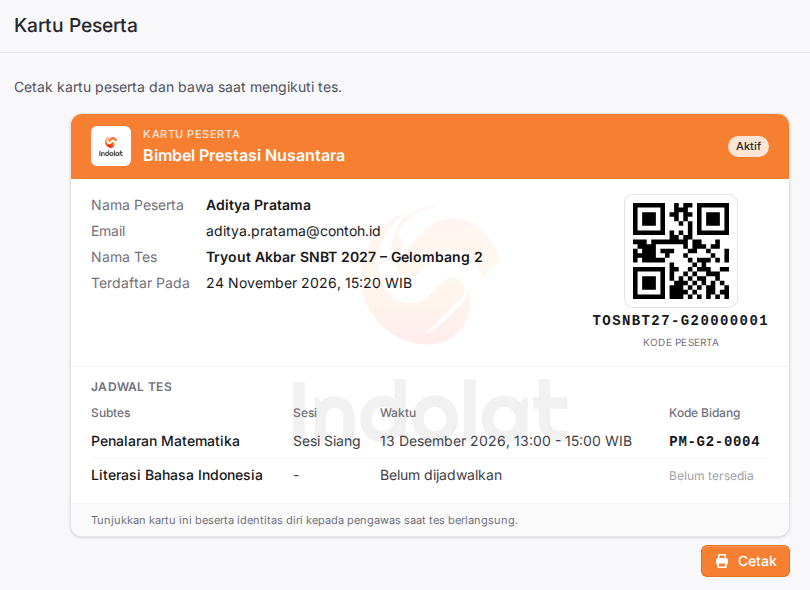 Kartu Peserta
Cetak kartu peserta dan bawa saat mengikuti tes.
Indolat
KARTU PESERTA
Bimbel Prestasi Nusantara
Aktif
Nama Peserta Aditya Pratama
Email aditya.pratama@contoh.id
Nama Tes Tryout Akbar SNBT 2027 – Gelombang 2
Terdaftar Pada 24 November 2026, 15:20 WIB
TOSNBT27-G20000001
KODE PESERTA
Indolat
JADWAL TES
Subtes Sesi Waktu Kode Bidang
Penalaran Matematika Sesi Siang 13 Desember 2026, 13:00 - 15:00 WIB PM-G2-0004
Literasi Bahasa Indonesia - Belum dijadwalkan Belum tersedia
Tunjukkan kartu ini beserta identitas diri kepada pengawas saat tes berlangsung.
Cetak